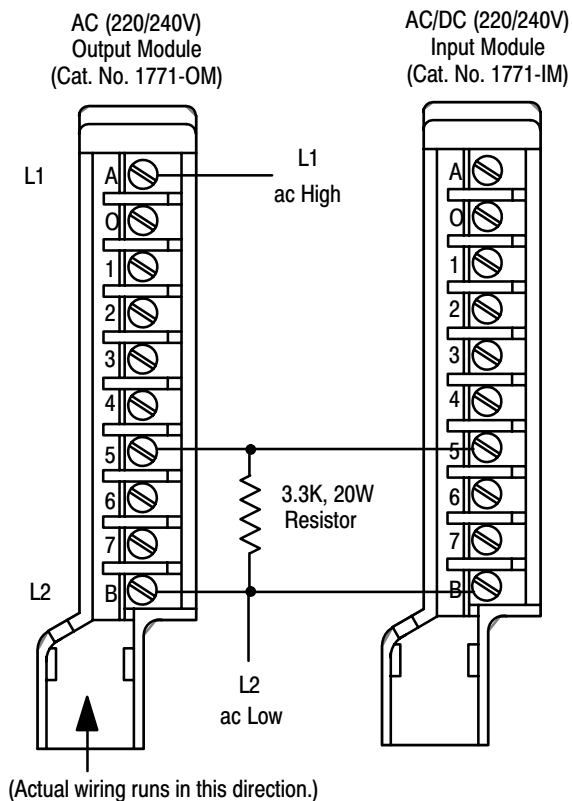 AC (220/240V)
Output Module
(Cat. No. 1771-OM)
AC/DC (220/240V)
Input Module
(Cat. No. 1771-IM)
L1
A
O
1
2
3
4
5
6
7
B
L2
L1
ac High
3.3K, 20W
Resistor
L2
ac Low
A
O
1
2
3
4
5
6
7
B
(Actual wiring runs in this direction.)